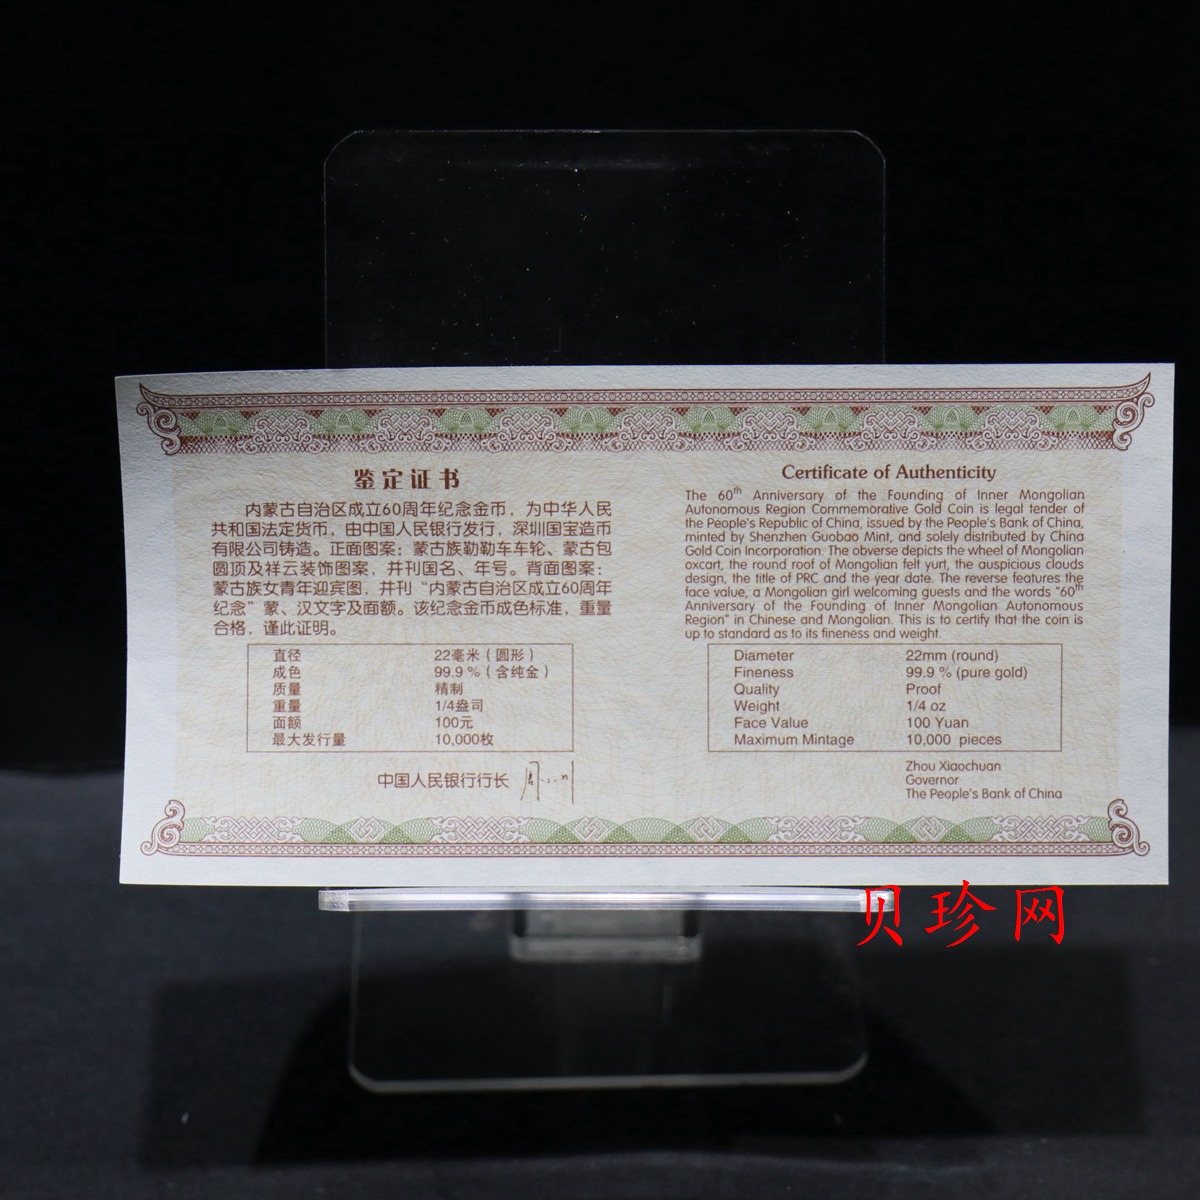 鉴定证书
内蒙古自治区成立60周年纪念金币，为中华人民
共和国法定货币，由中国人民银行发行，深圳国宝造币
有限公司铸造。正面图案：蒙古族勒勒车车轮、蒙古包
圆顶及祥云装饰图案，并刊国名、年号。背面图案：
蒙古族女青年迎宾图，并刊“内蒙古自治区成立60周年
纪念”蒙、汉文字及面额。该纪念金币成色标准，重量
合格，谨此证明。
直径 22毫米（圆形）
成色 99.9％（含纯金）
质量 精制
重量 1/4盎司
面额 100元
最大发行量 10,000枚
中国人民银行行长
Certificate of Authenticity
The 60th Anniversary of the Founding of Inner Mongolian
Autonomous Region Commemorative Gold Coin is legal tender of
the People's Republic of China, issued by the People's Bank of China,
minted by Shenzhen Guobao Mint, and solely distributed by China
Gold Coin Incorporation. The obverse depicts the wheel of Mongolian
oxcart, the round roof of Mongolian felt yurt, the auspicious clouds
design, the title of PRC and the year date. The reverse features the
face value, a Mongolian girl welcoming guests and the words "60th
Anniversary of the Founding of Inner Mongolian Autonomous
Region" in Chinese and Mongolian. This is to certify that the coin is
up to standard as to its fineness and weight.
Diameter 22mm (round)
Fineness 99.9 % (pure gold)
Quality Proof
Weight 1/4 oz
Face Value 100 Yuan
Maximum Mintage 10,000 pieces
Zhou Xiaochuan
Governor
The People's Bank of China
贝珍网